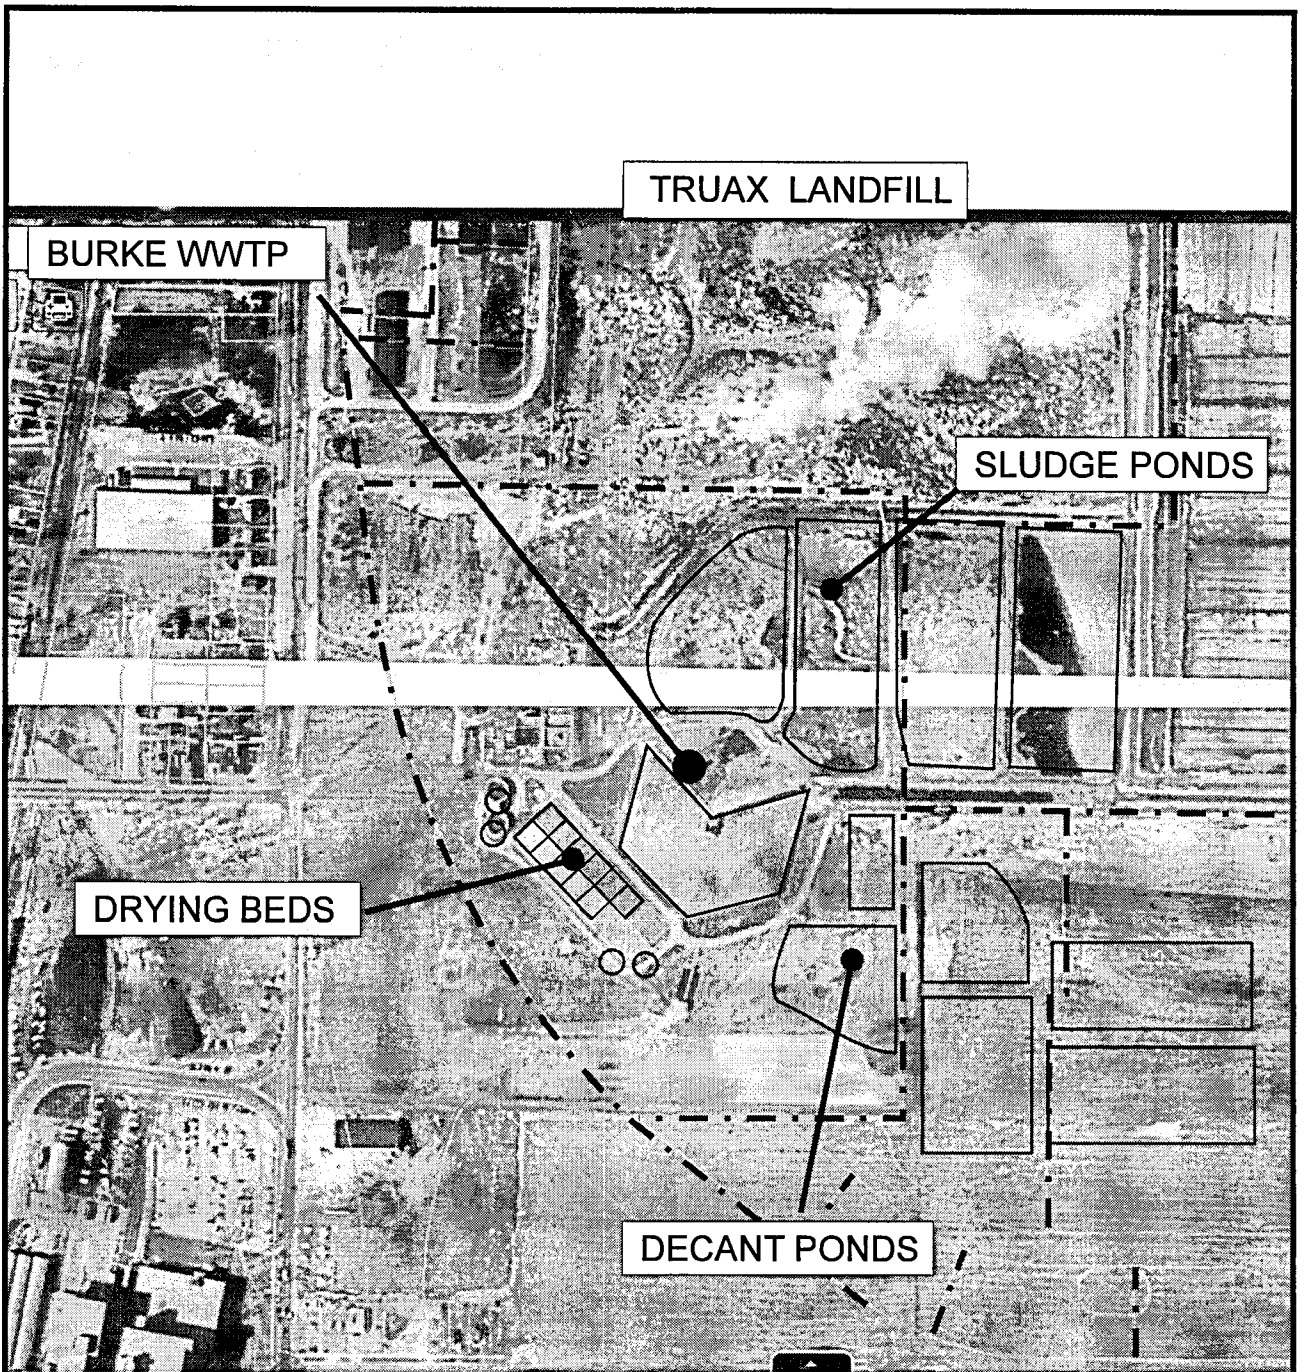 TRUAX LANDFILL
BURKE WWTP
SLUDGE PONDS
DRYING BEDS
DECANT PONDS